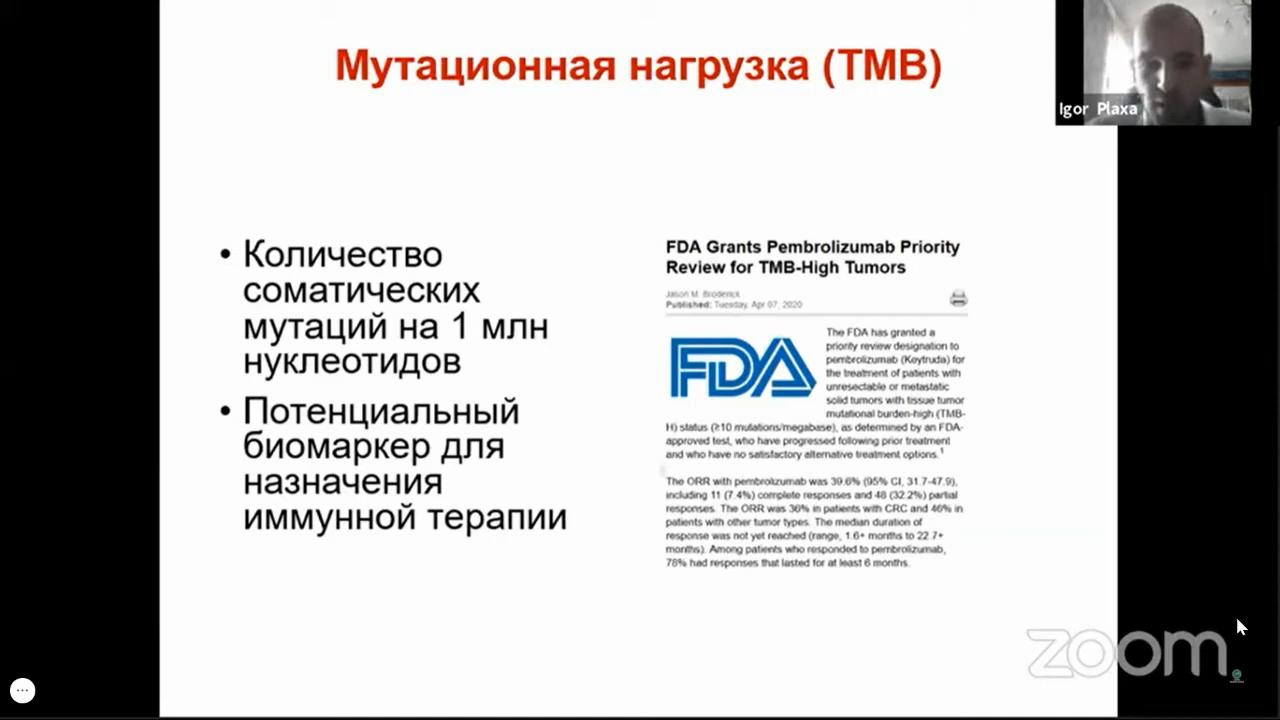 Мутационная нагрузка (TMB)
Igor Plaxa
• Количество
соматических
мутаций на 1 млн
нуклеотидов
• Потенциальный
биомаркер для
назначения
иммунной терапии
FDA Grants Pembrolizumab Priority
Review for TMB-High Tumors
Jason M. Broderick
Published: Tuesday, Apr 07, 2020
FDA
The FDA has granted a
priority review designation to
pembrolizumab (Keytruda) for
the treatment of patients with
unresectable or metastatic
solid tumors with tissue tumor
mutational burden-high (TMB-
H) status (≥10 mutations/megabase), as determined by an FDA-
approved test, who have progressed following prior treatment
and who have no satisfactory alternative treatment options.¹
The ORR with pembrolizumab was 39.6% (95% CI, 31.7-47.9),
including 11 (7.4%) complete responses and 48 (32.2%) partial
responses. The ORR was 36% in patients with CRC and 46% in
patients with other tumor types. The median duration of
response was not yet reached (range, 1.6+ months to 22.7+
months). Among patients who responded to pembrolizumab,
78% had responses that lasted for at least 6 months.
zoom